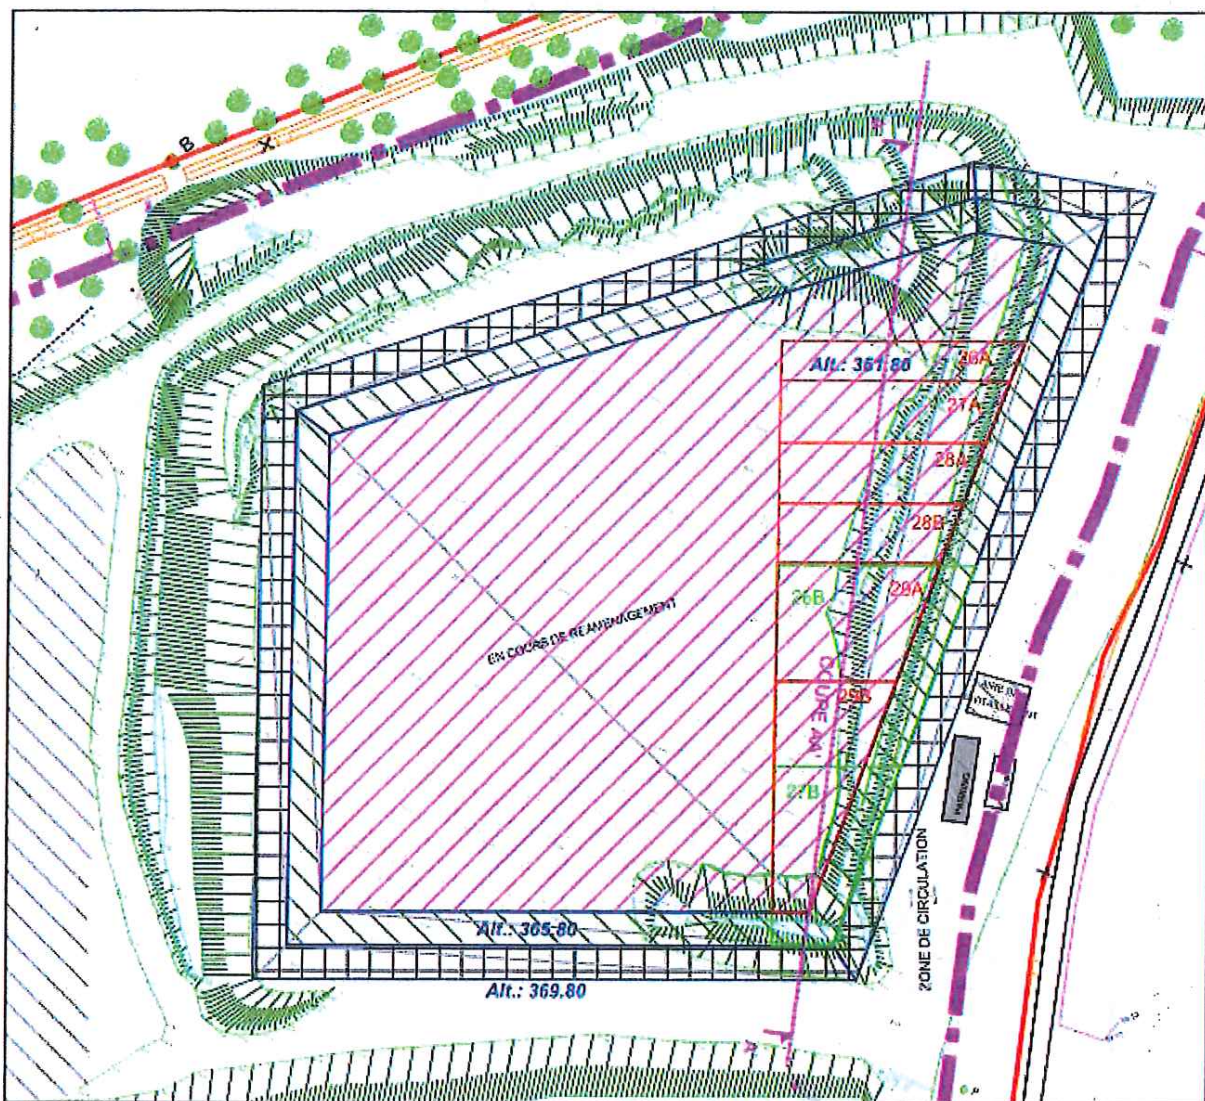 B
X
Alt.: 361.80
26A
27A
28A
28B
29A
26B
EN COURS DE REAMENAGEMENT
COUPE AA'
29B
27B
PARKING
ZONE DE CIRCULATION
Alt.: 365.80
Alt.: 369.80
A